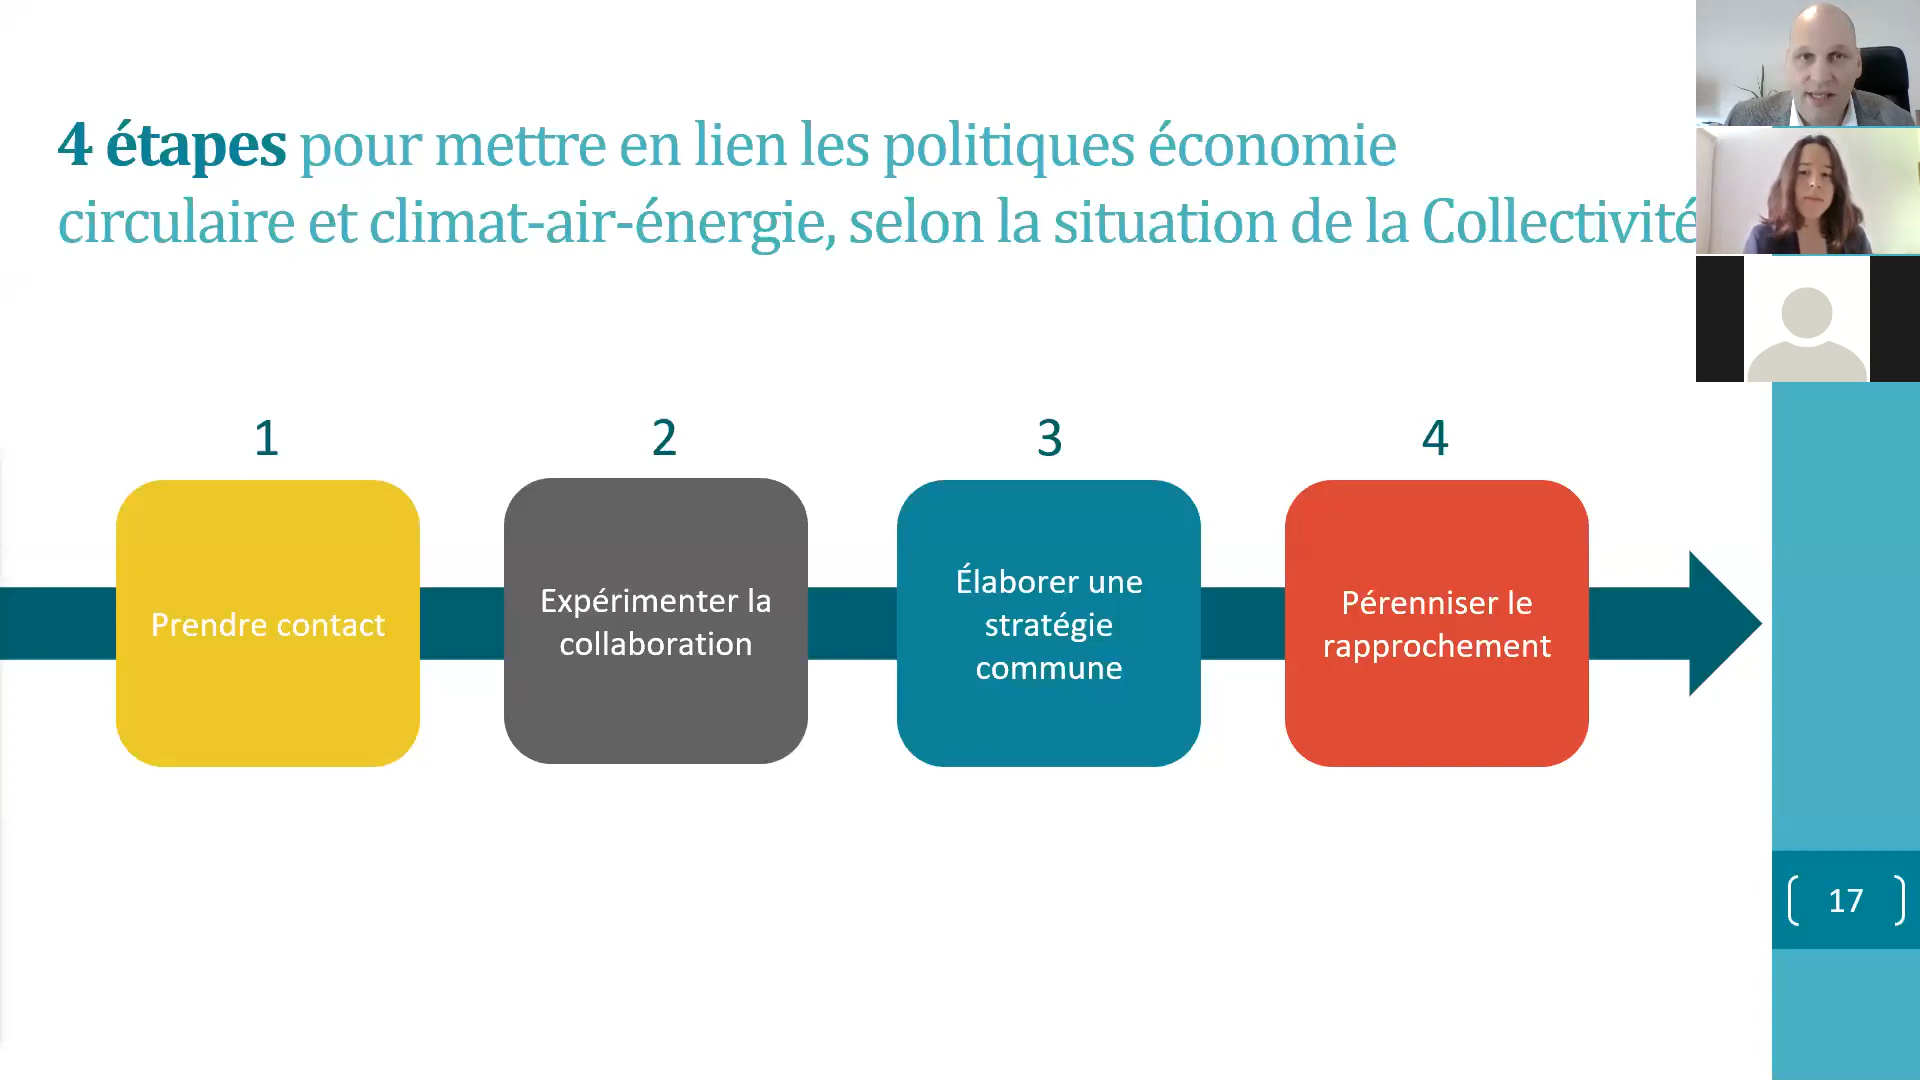 4 étapes pour mettre en lien les politiques économie
circulaire et climat-air-énergie, selon la situation de la Collectivité
1
2
3
4
Prendre contact
Expérimenter la
collaboration
Élaborer une
stratégie
commune
Pérenniser le
rapprochement
17